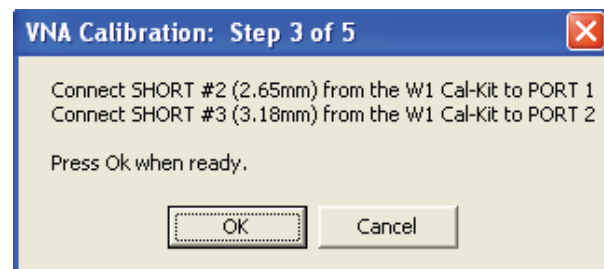 VNA Calibration: Step 3 of 5
Connect SHORT #2 (2.65mm) from the W1 Cal-Kit to PORT 1
Connect SHORT #3 (3.18mm) from the W1 Cal-Kit to PORT 2
Press Ok when ready.
OK Cancel